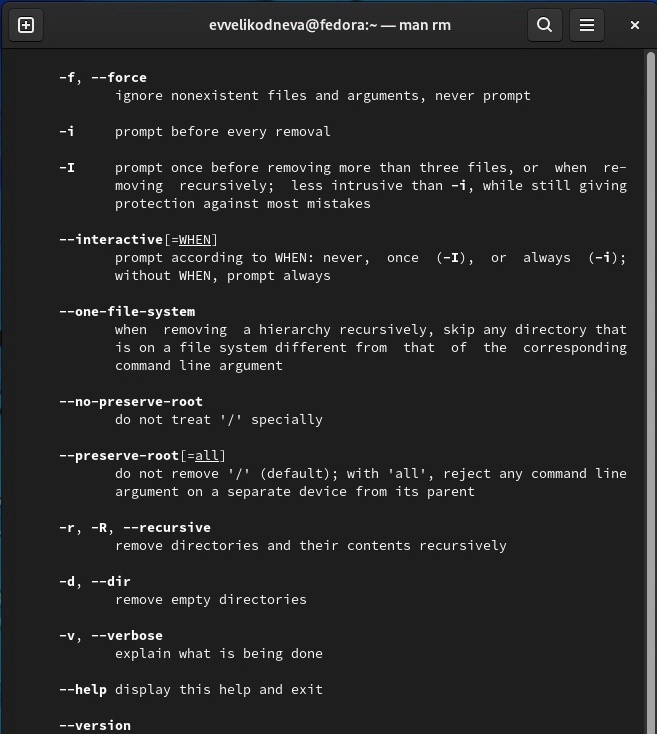 evvelikodneva@fedora:~ — man rm
-f, --force
ignore nonexistent files and arguments, never prompt
-i prompt before every removal
-I prompt once before removing more than three files, or when re-
moving recursively; less intrusive than -i, while still giving
protection against most mistakes
--interactive[=WHEN]
prompt according to WHEN: never, once (-I), or always (-i);
without WHEN, prompt always
--one-file-system
when removing a hierarchy recursively, skip any directory that
is on a file system different from that of the corresponding
command line argument
--no-preserve-root
do not treat '/' specially
--preserve-root[=all]
do not remove '/' (default); with 'all', reject any command line
argument on a separate device from its parent
-r, -R, --recursive
remove directories and their contents recursively
-d, --dir
remove empty directories
-v, --verbose
explain what is being done
--help display this help and exit
--version